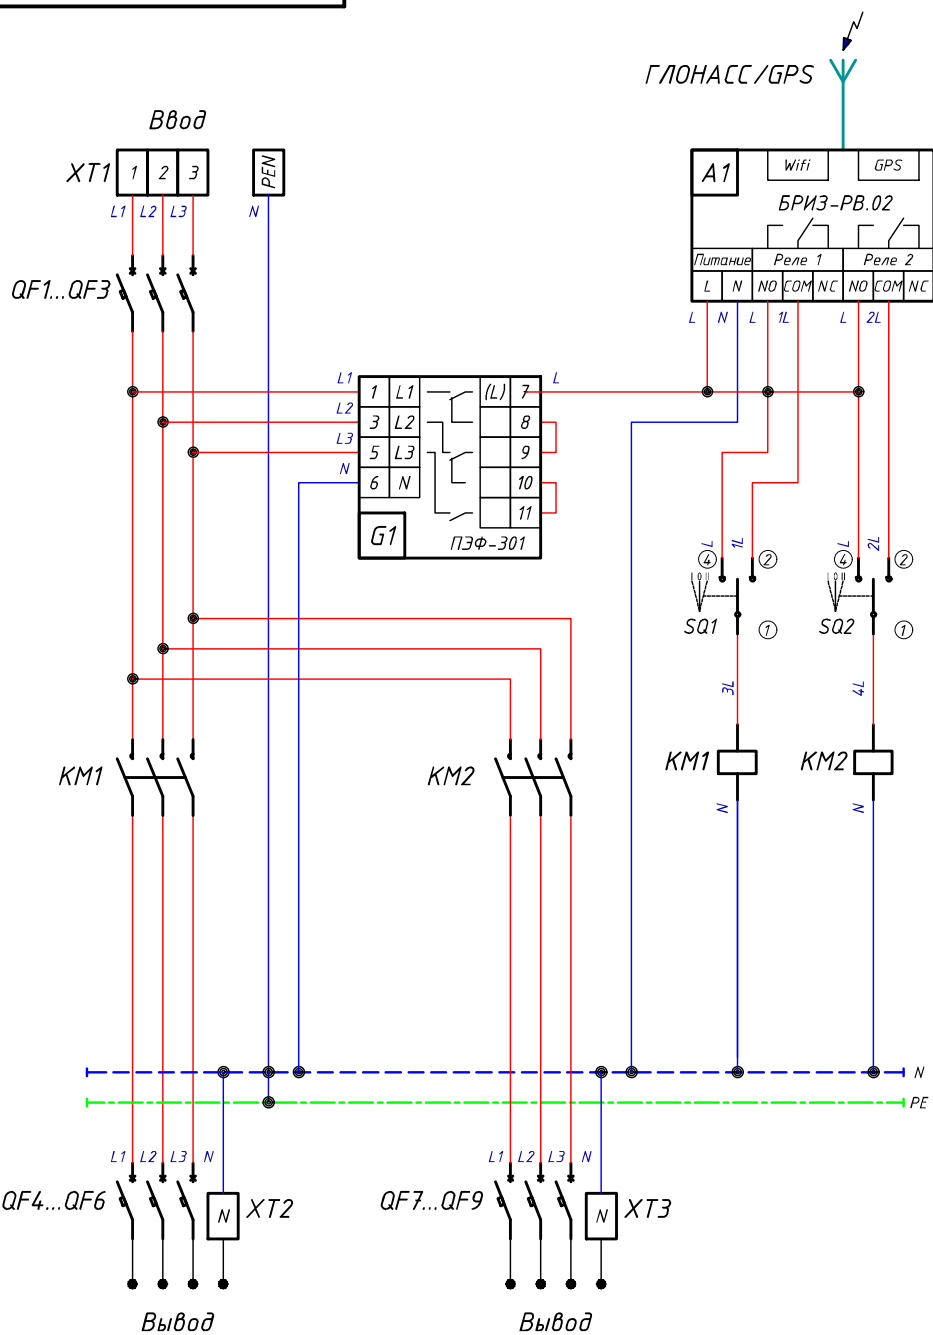 ГЛОНАСС/GPS
Ввод
XT1 1 2 3 PEN
L1 L2 L3 N
A1 Wifi GPS
БРИЗ-РВ.02
Питание Реле 1 Реле 2
L N NO COM NC NO COM NC
L N L 1L L 2L
QF1...QF3
L1 1 L1 (L) 7 L
L2 3 L2 8
L3 5 L3 9
N 6 N 10
11
G1 ПЭФ-301
L 1L L 2L
4 2 4 2
I O II I O II
SQ1 1 SQ2 1
3L 4L
KM1 KM2 KM1 KM2
N N
N
PE
L1 L2 L3 N L1 L2 L3 N
QF4...QF6 N XT2 QF7...QF9 N XT3
Вывод Вывод